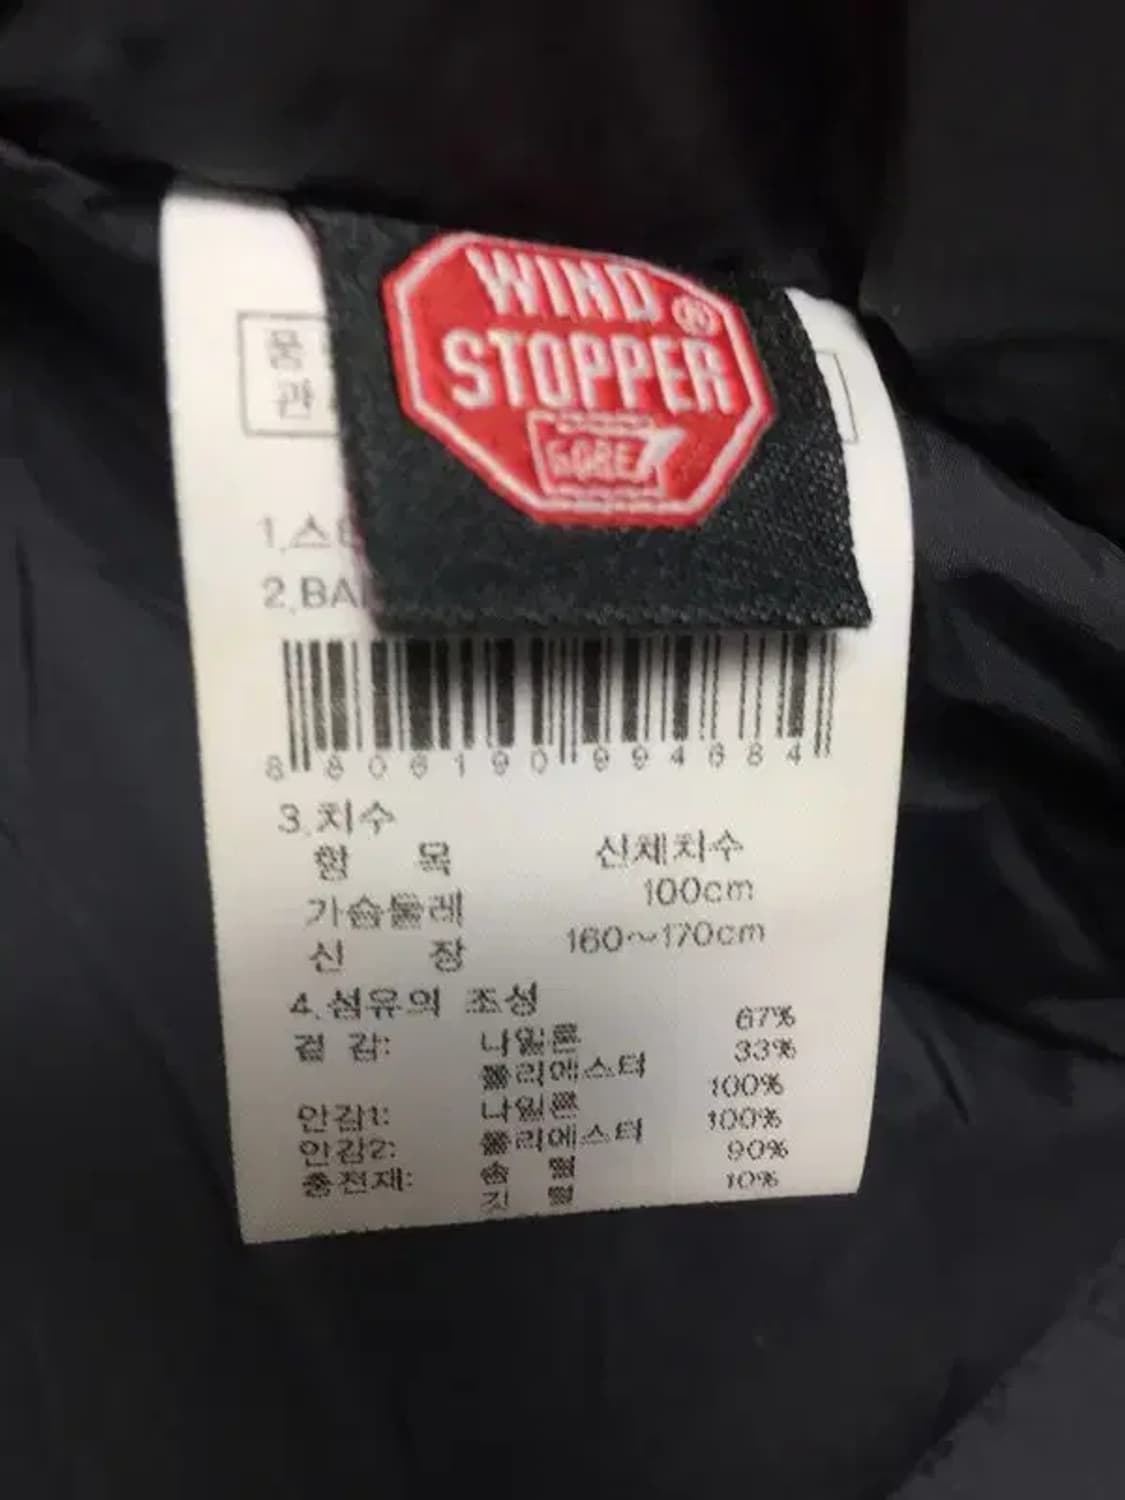 WIND
STOPPER
®
GORE
품
관
1.스
2.BA
8 806190 994684
3.치수
항 목 신체치수
가슴둘레 100cm
신 장 160~170cm
4.섬유의 조성
겉 감: 나일론 67%
폴리에스터 33%
안감1: 나일론 100%
안감2: 폴리에스터 100%
충전재: 솜 털 90%
깃 털 10%